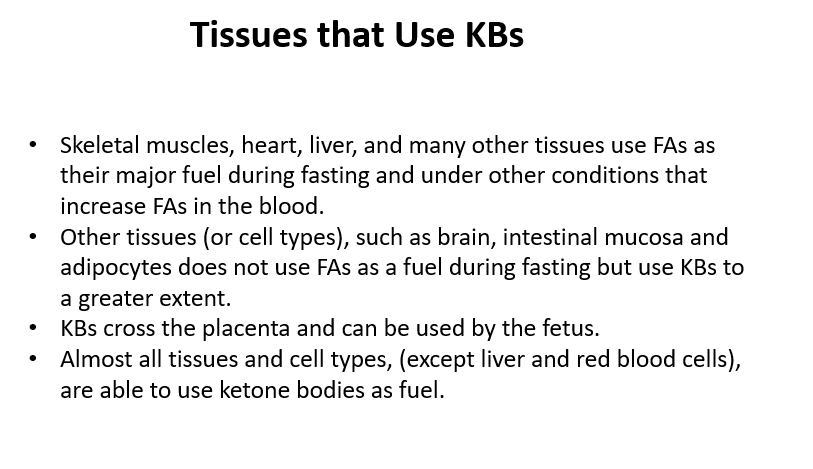 Tissues that Use KBs
• Skeletal muscles, heart, liver, and many other tissues use FAs as
their major fuel during fasting and under other conditions that
increase FAs in the blood.
• Other tissues (or cell types), such as brain, intestinal mucosa and
adipocytes does not use FAs as a fuel during fasting but use KBs to
a greater extent.
• KBs cross the placenta and can be used by the fetus.
• Almost all tissues and cell types, (except liver and red blood cells),
are able to use ketone bodies as fuel.